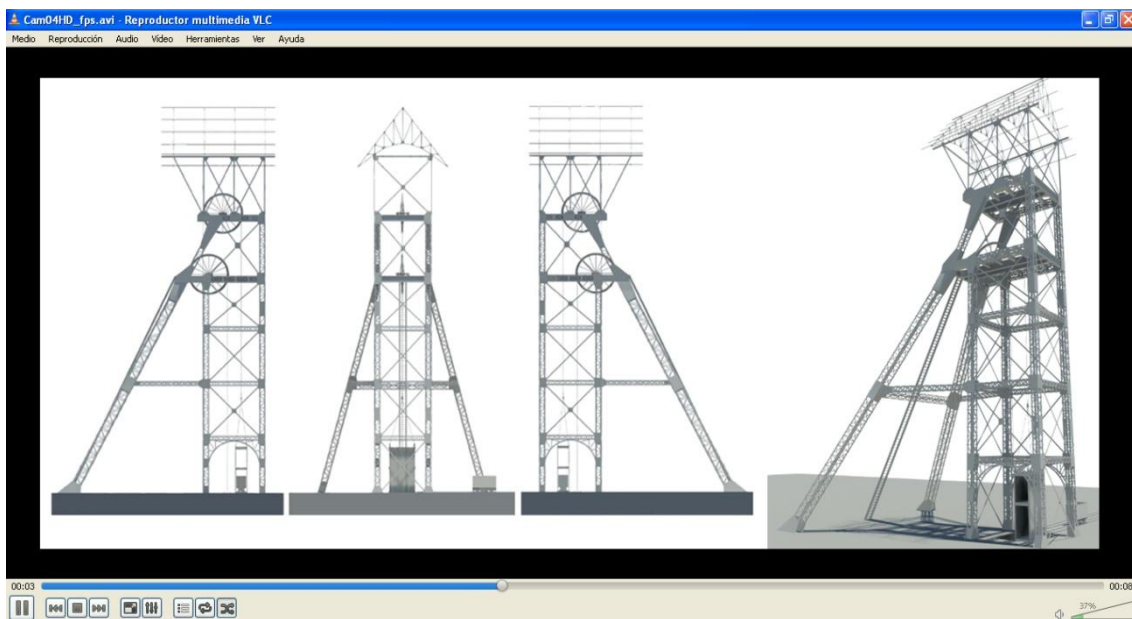 Cam04HD_fps.avi - Reproductor multimedia VLC
Medio Reproducción Audio Vídeo Herramientas Ver Ayuda
00:03 00:08
37%